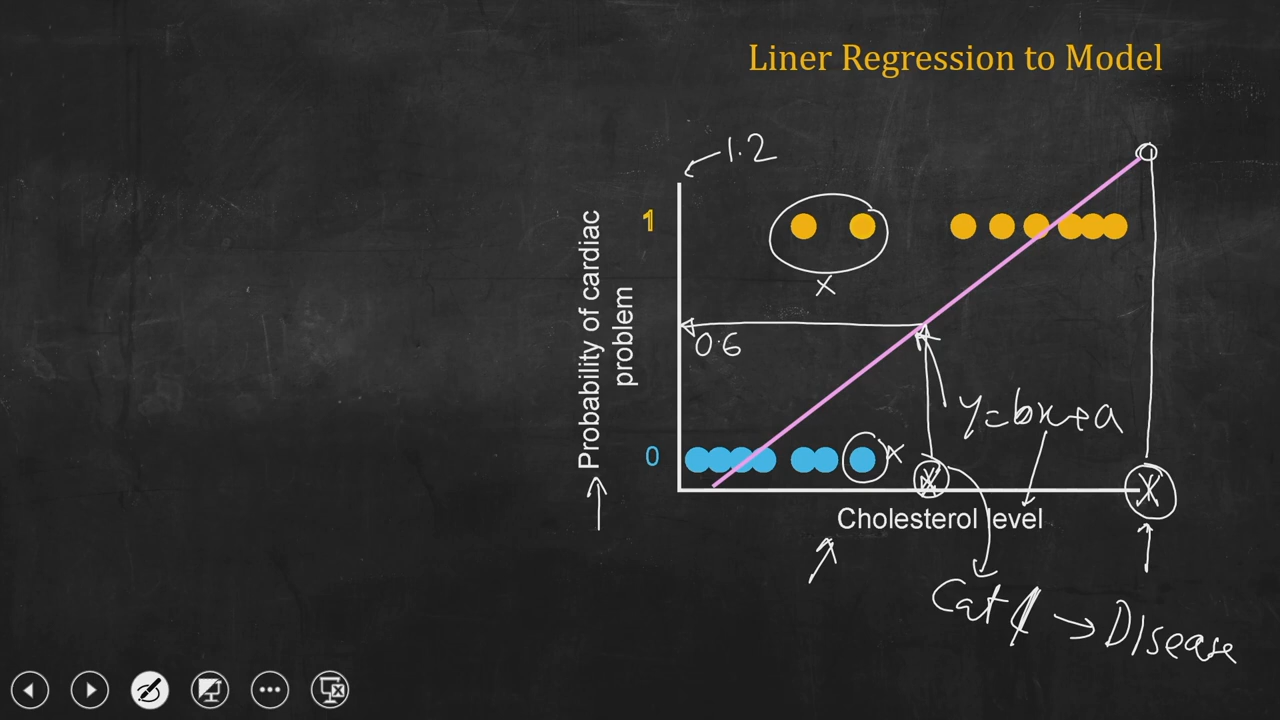 Liner Regression to Model
1.2
1
Probability of cardiac
problem
0.6
y=bx+a
0
x
x
x
x
Cholesterol level
Cat 1 → Disease